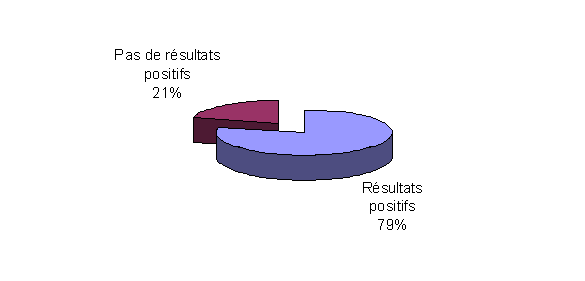 Pas de résultats
positifs
21%
Résultats
positifs
79%